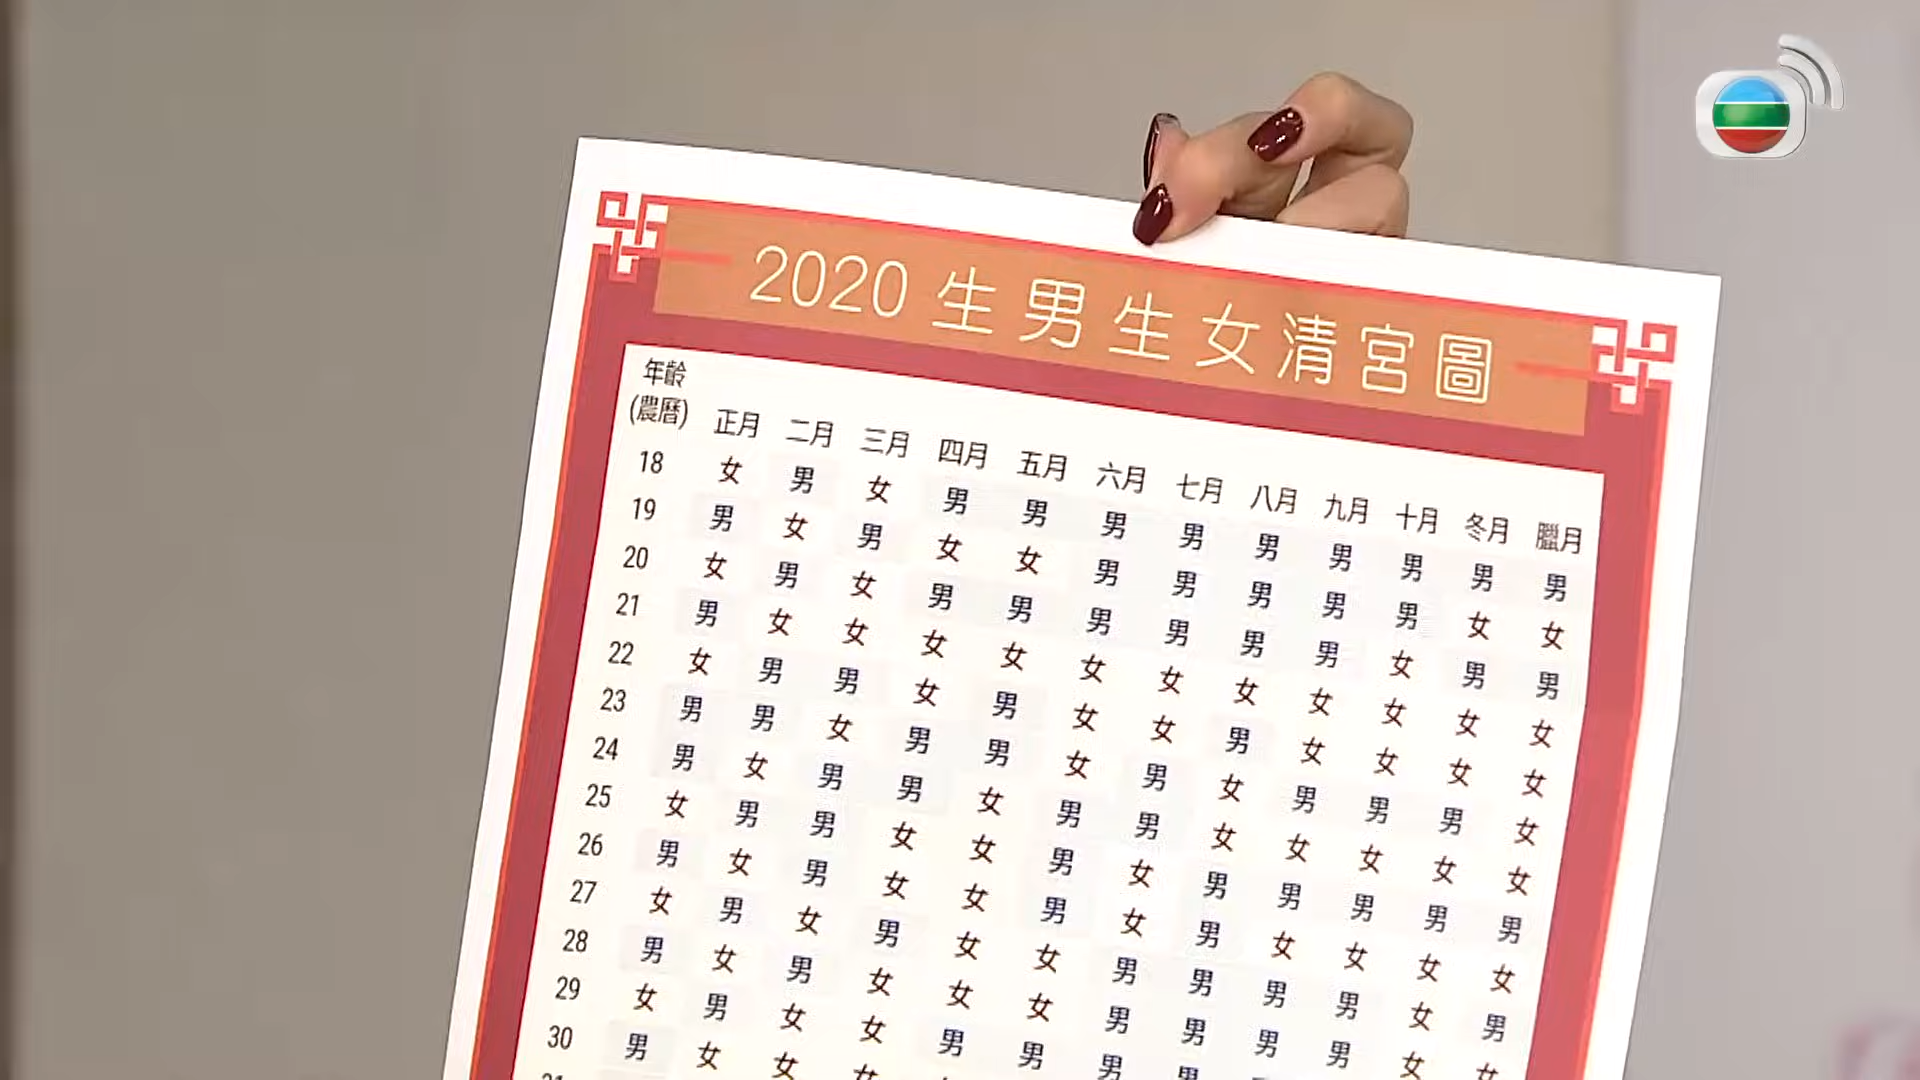 2020 生男生女清宮圖
年齡
(農曆) 正月 二月 三月 四月 五月 六月 七月 八月 九月 十月 冬月 臘月
18 女 男 女 男 男 男 男 男 男 男 男 男
19 男 女 男 女 女 男 男 男 男 男 女 女
20 女 男 女 男 男 男 男 男 男 女 男 男
21 男 女 女 女 女 女 女 女 女 女 女 女
22 女 男 男 女 男 女 女 男 女 女 女 女
23 男 男 女 男 男 女 男 女 男 男 男 女
24 男 女 男 男 女 男 男 女 女 女 女 女
25 女 男 男 女 女 男 女 男 男 男 男 男
26 男 女 男 女 女 男 女 男 女 女 女 女
27 女 男 女 男 女 女 男 男 男 男 女 男
28 男 女 男 女 女 女 男 男 男 男 女 女
29 女 男 女 女 男 男 男 男
30 男 女 女 女